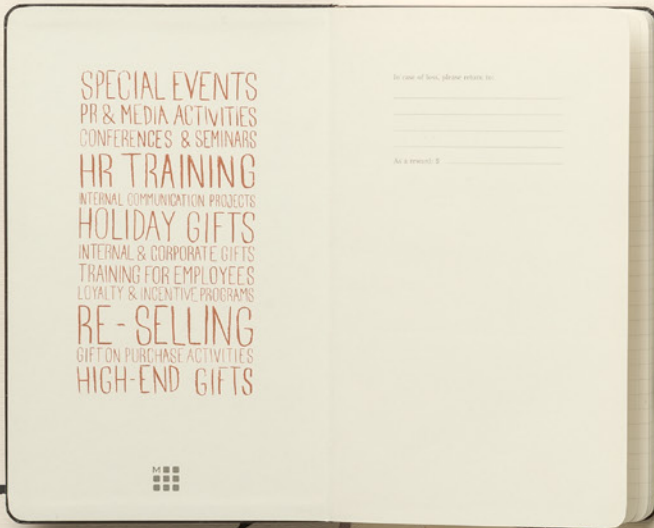 SPECIAL EVENTS
PR & MEDIA ACTIVITIES
CONFERENCES & SEMINARS
HR TRAINING
INTERNAL COMMUNICATION PROJECTS
HOLIDAY GIFTS
INTERNAL & CORPORATE GIFTS
TRAINING FOR EMPLOYEES
LOYALTY & INCENTIVE PROGRAMS
RE-SELLING
GIFT ON PURCHASE ACTIVITIES
HIGH-END GIFTS
M
In case of loss, please return to:
As a reward: $